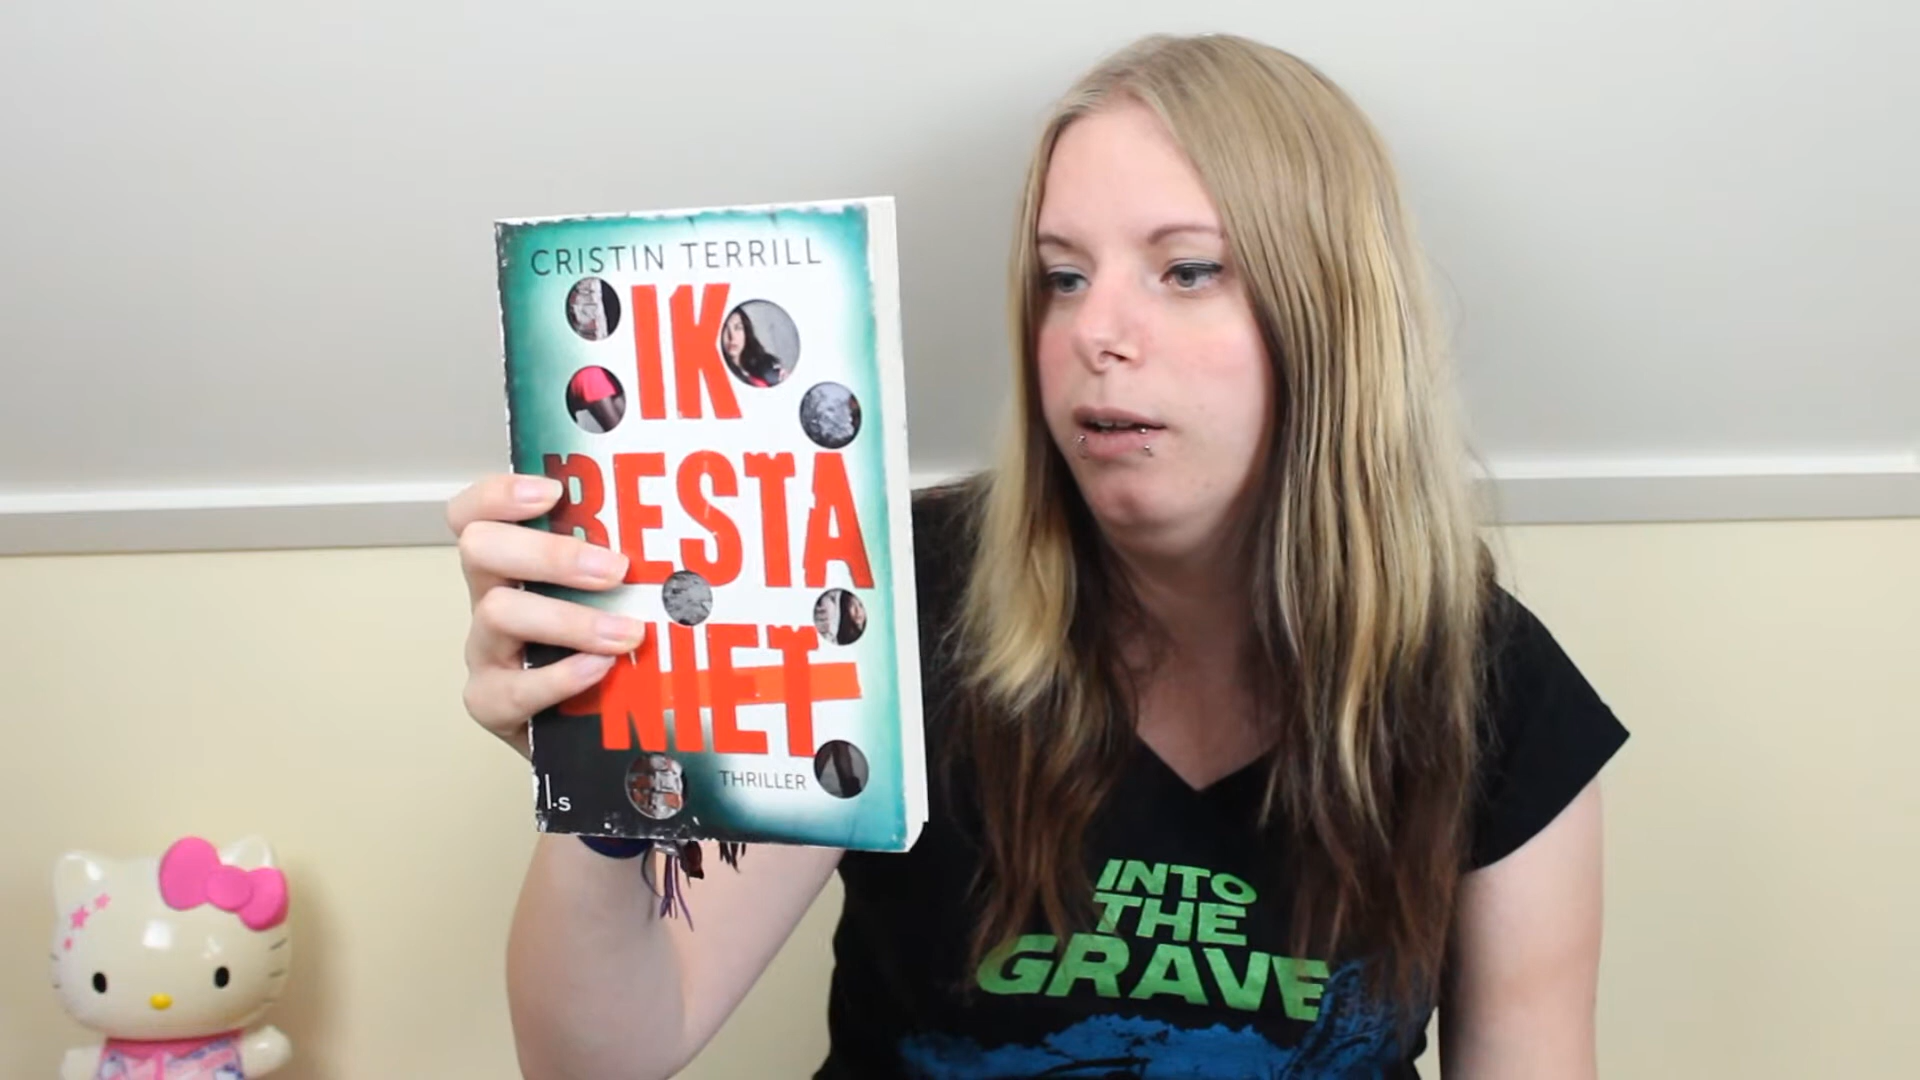 CRISTIN TERRILL
IK
BESTA
NIET
THRILLER
l.s
INTO
THE
GRAVE